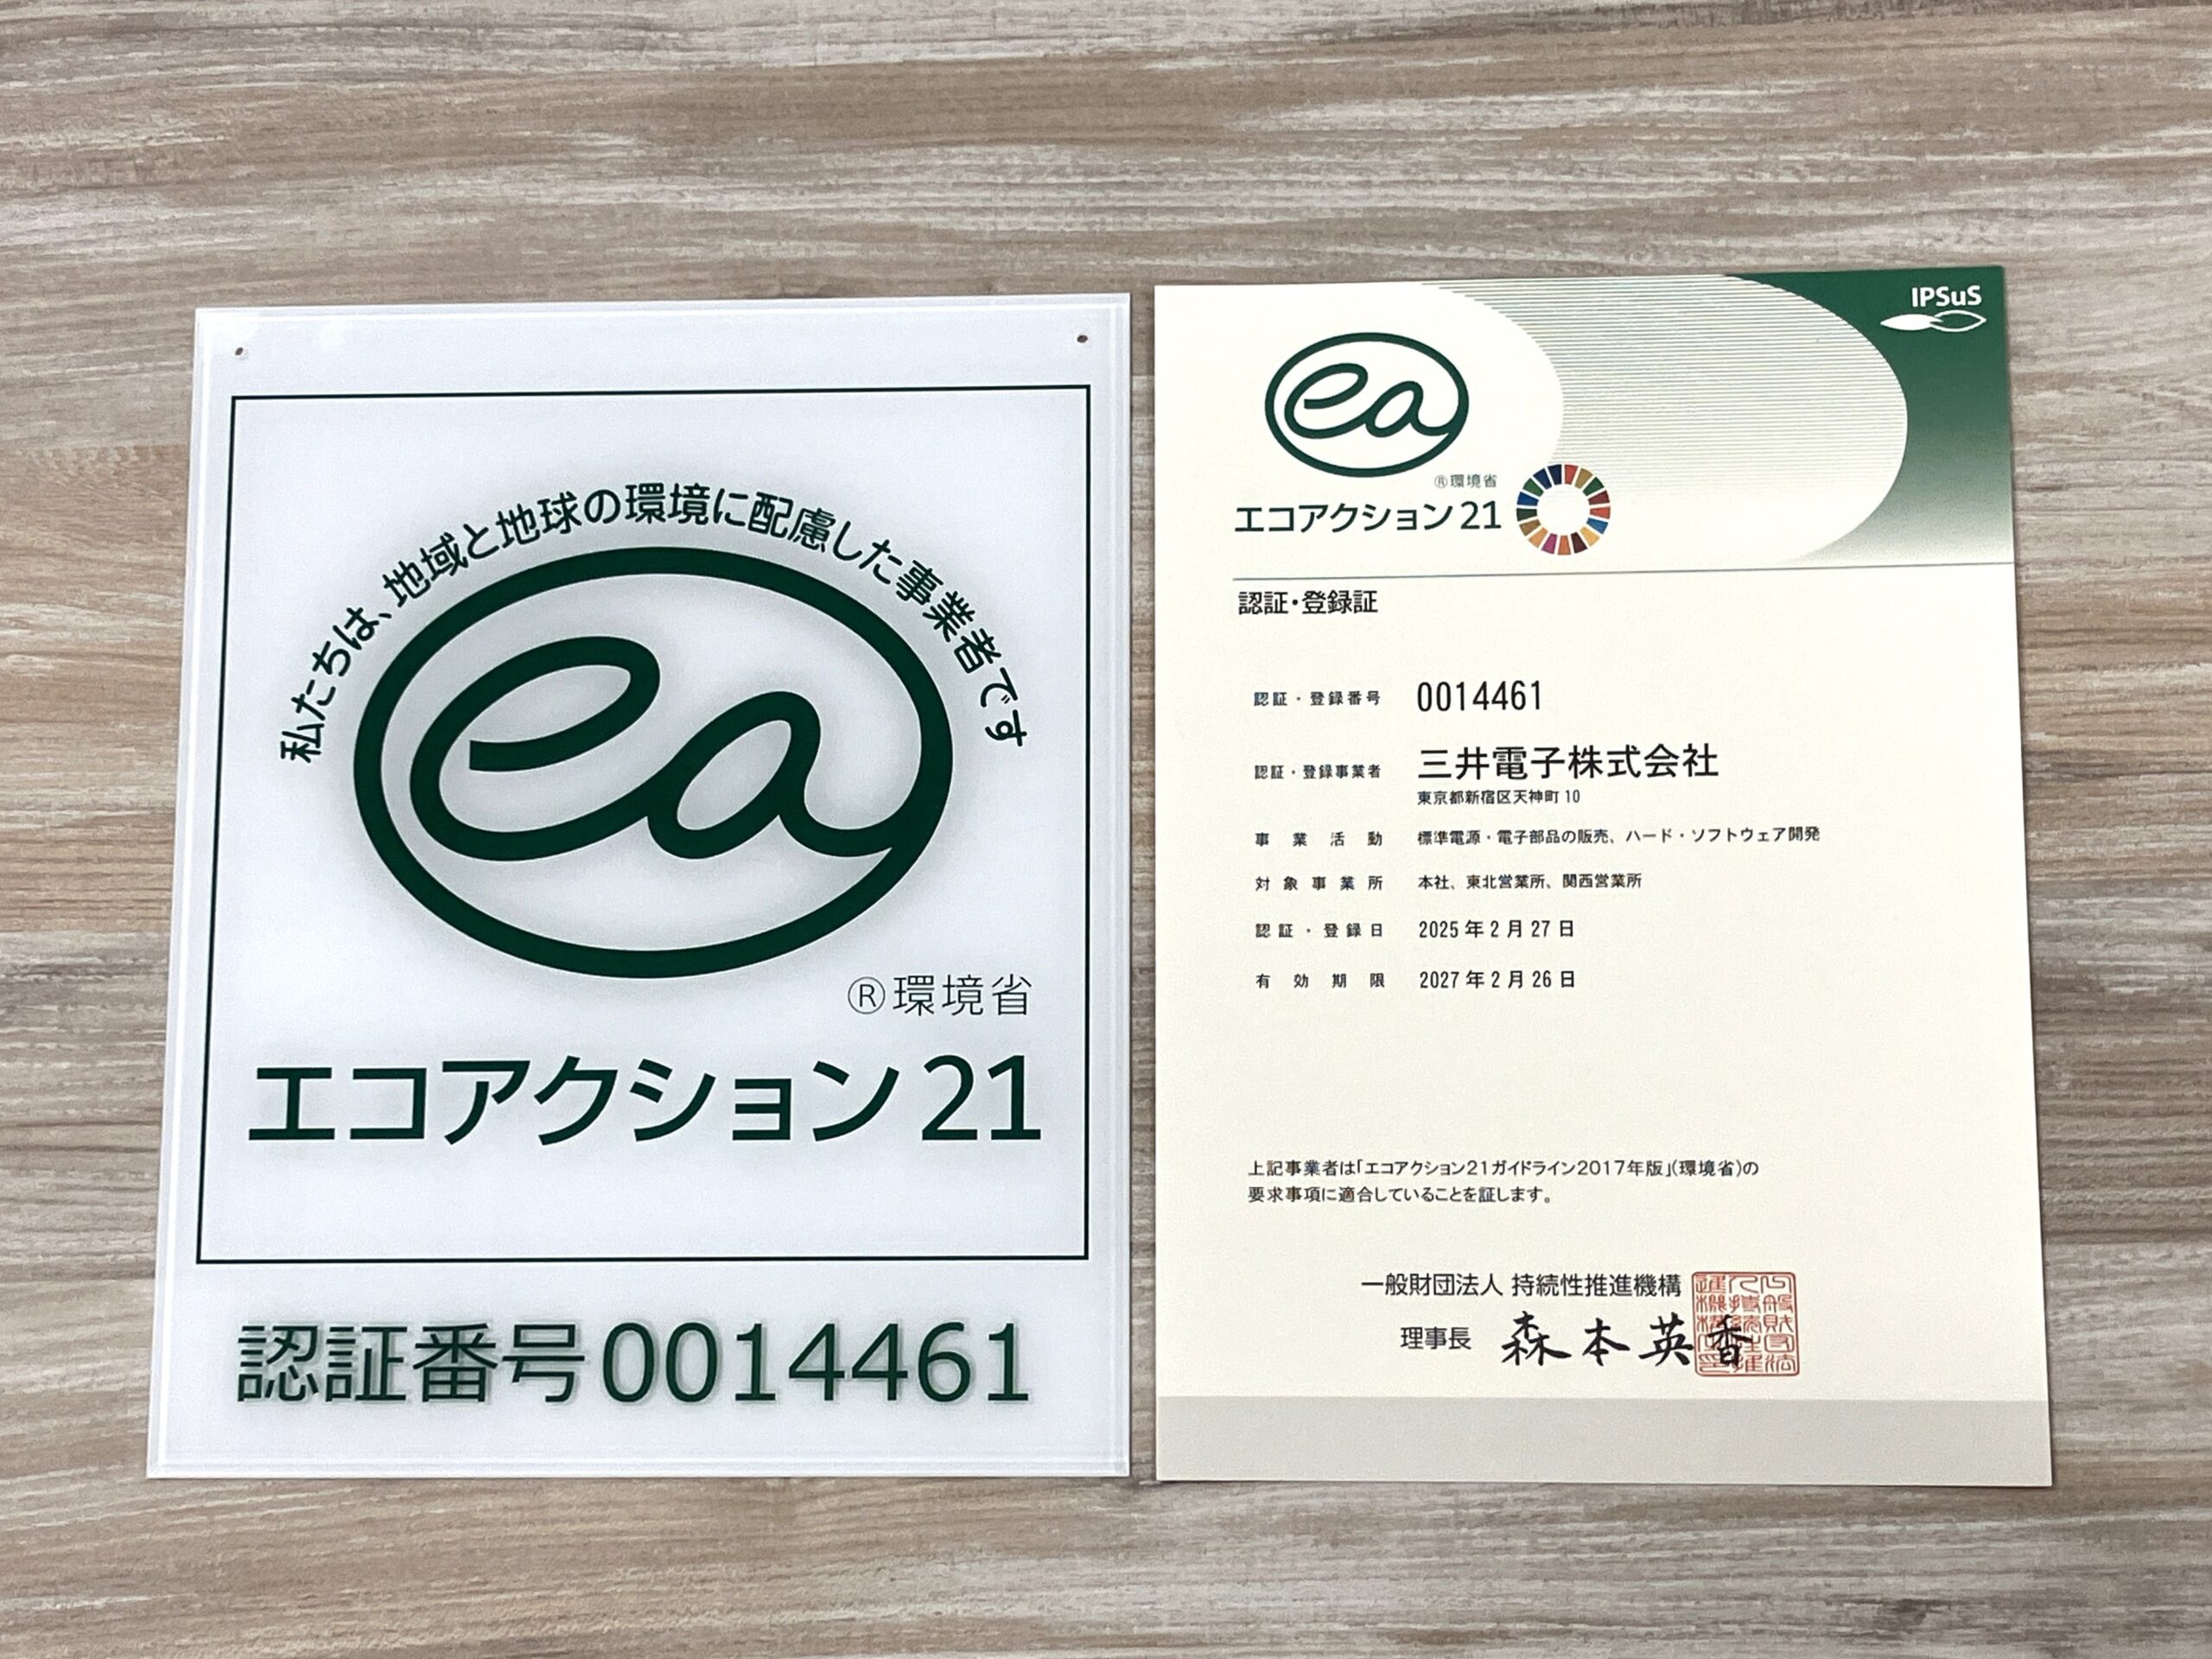 私たちは、地域と地球の環境に配慮した事業者です
ea
®環境省
エコアクション21
認証番号0014461
IPSuS
ea
®環境省
エコアクション21
認証・登録証
認証・登録番号 0014461
認証・登録事業者 三井電子株式会社
東京都新宿区天神町10
事業活動 標準電源・電子部品の販売、ハード・ソフトウェア開発
対象事業所 本社、東北営業所、関西営業所
認証・登録日 2025年2月27日
有効期限 2027年2月26日
上記事業者は「エコアクション21ガイドライン2017年版」(環境省)の
要求事項に適合していることを証します。
一般財団法人 持続性推進機構
理事長 森本英香